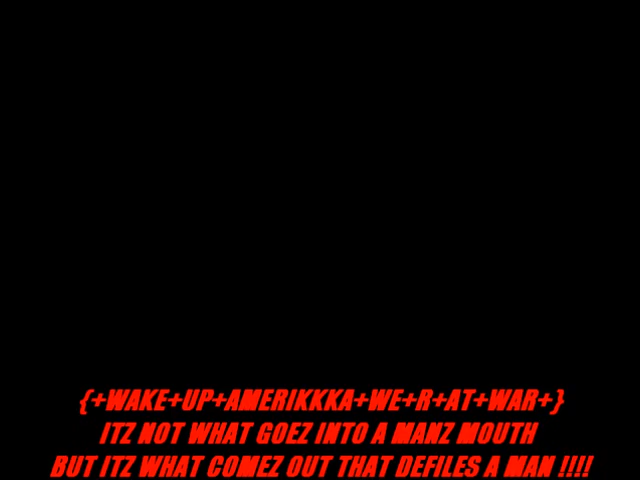 {+WAKE+UP+AMERIKKKA+WE+R+AT+WAR+}
ITZ NOT WHAT GOEZ INTO A MANZ MOUTH
BUT ITZ WHAT COMEZ OUT THAT DEFILES A MAN !!!!